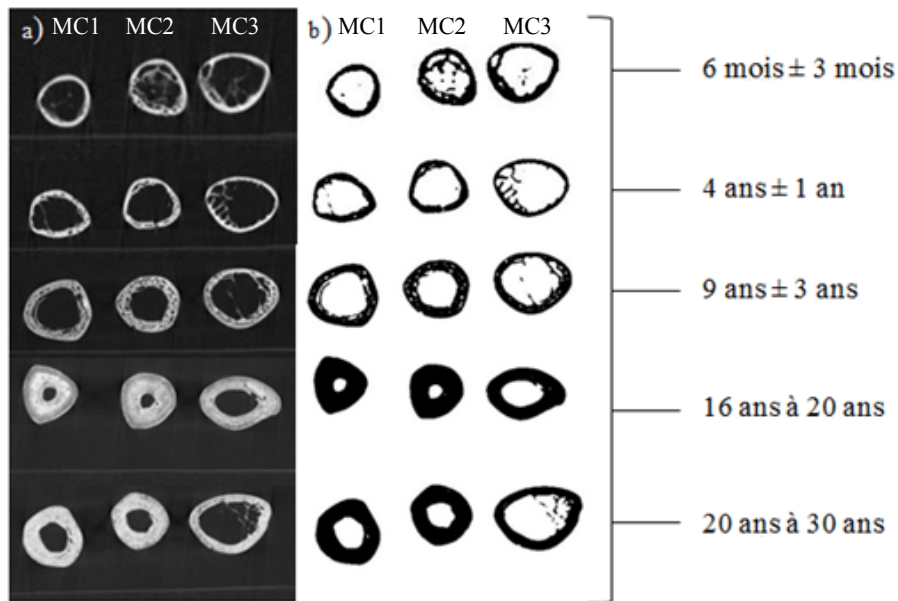 a) MC1 MC2 MC3
b) MC1 MC2 MC3
6 mois ± 3 mois
4 ans ± 1 an
9 ans ± 3 ans
16 ans à 20 ans
20 ans à 30 ans